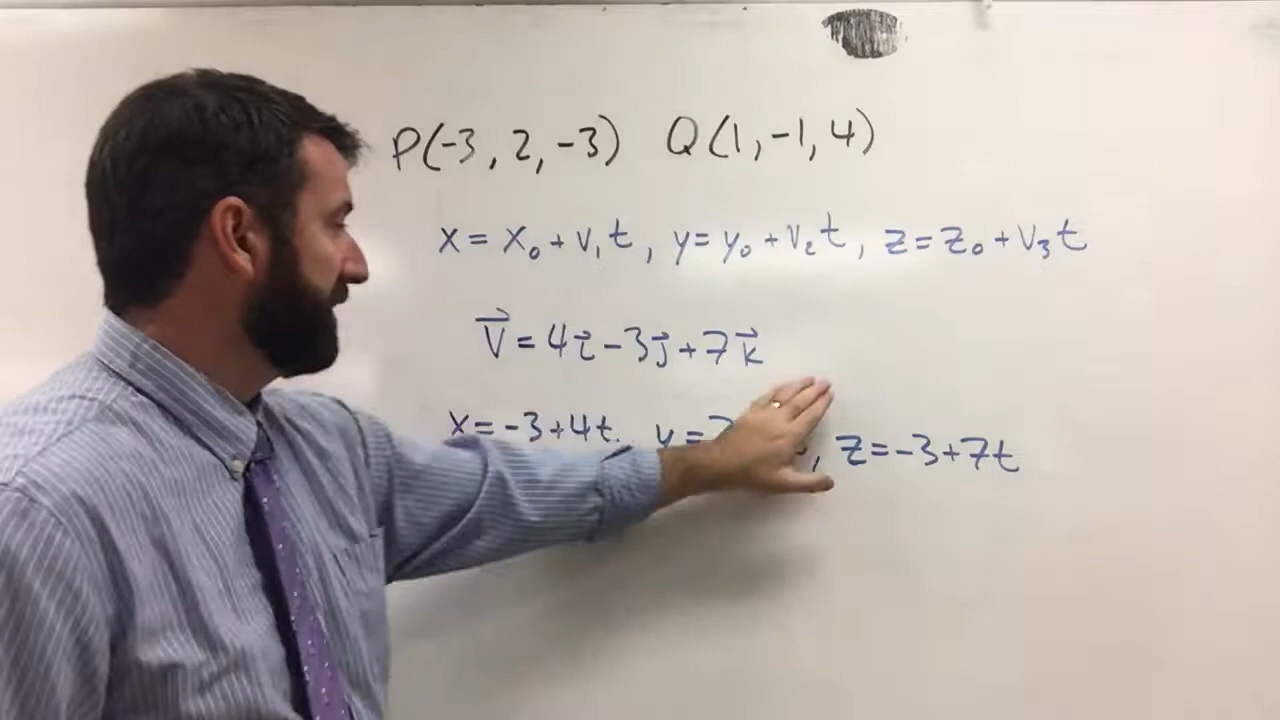 P(-3, 2, -3) Q(1, -1, 4)
x = x₀ + v₁t, y = y₀ + v₂t, z = z₀ + v₃t
v⃗ = 4i⃗ - 3j⃗ + 7k⃗
x = -3 + 4t, y = , z = -3 + 7t